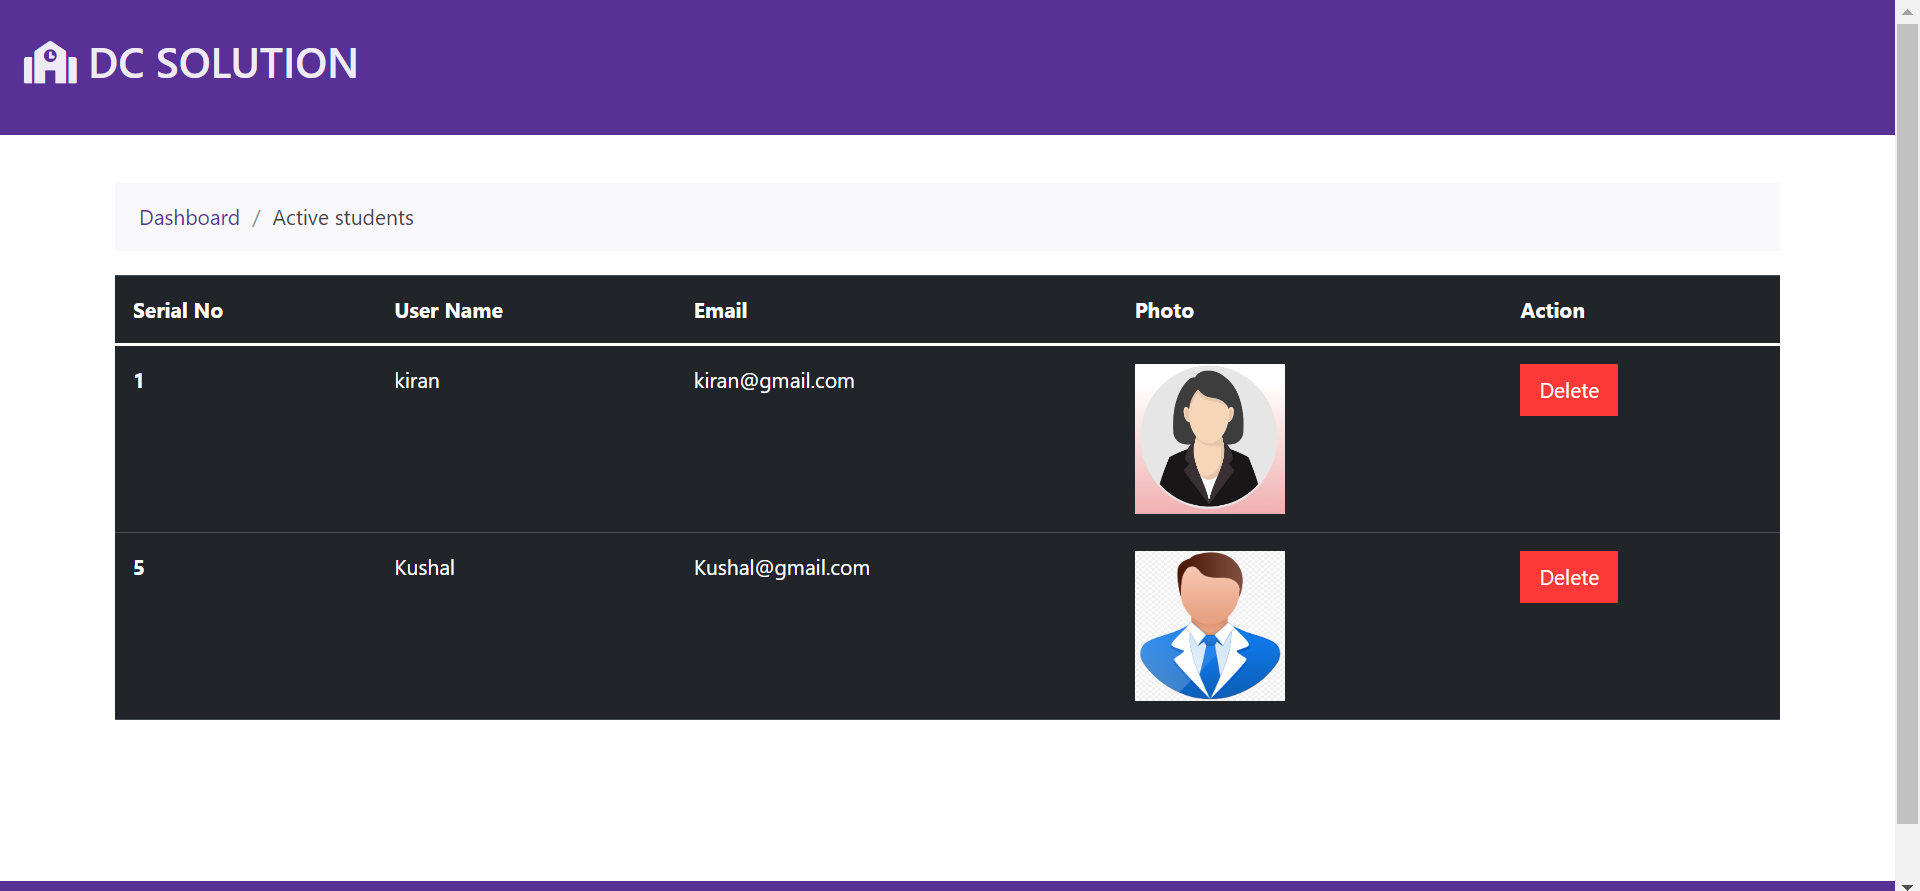 DC SOLUTION
Dashboard / Active students
Serial No User Name Email Photo Action
1 kiran kiran@gmail.com Delete
5 Kushal Kushal@gmail.com Delete